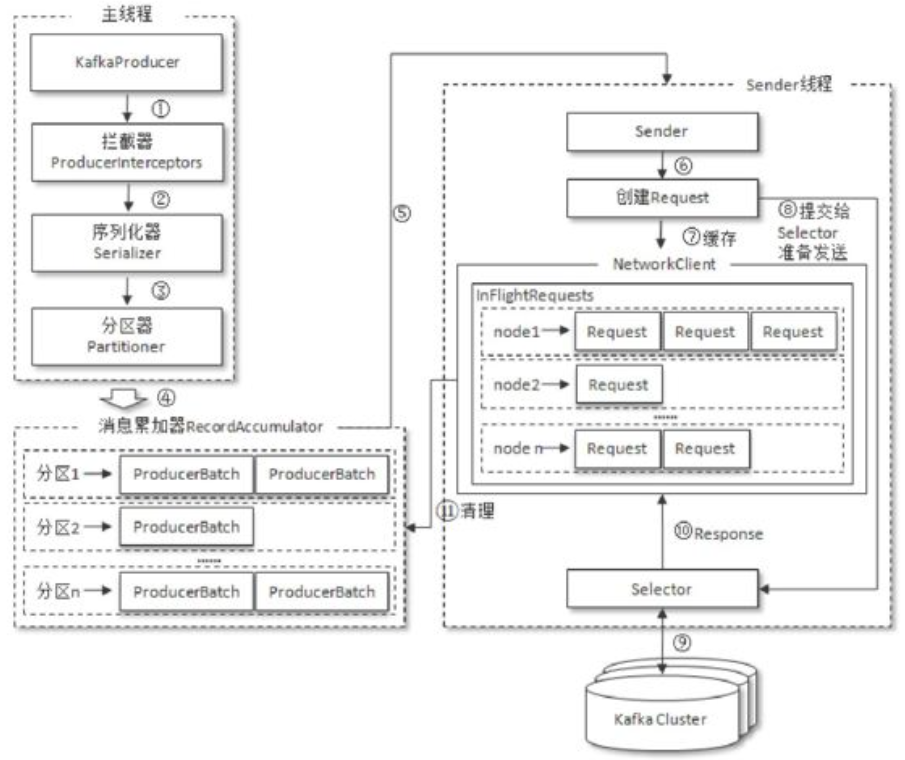 主线程
KafkaProducer
①
拦截器
ProducerInterceptors
②
序列化器
Serializer
③
分区器
Partitioner
④
消息累加器RecordAccumulator
分区1 ProducerBatch ProducerBatch
分区2 ProducerBatch
......
分区n ProducerBatch ProducerBatch
⑤
Sender线程
Sender
⑥
创建Request
⑦缓存
⑧提交给
Selector
准备发送
NetworkClient
InFlightRequests
node1 Request Request Request
node2 Request
......
node n Request Request
⑪清理
⑩Response
Selector
⑨
Kafka Cluster